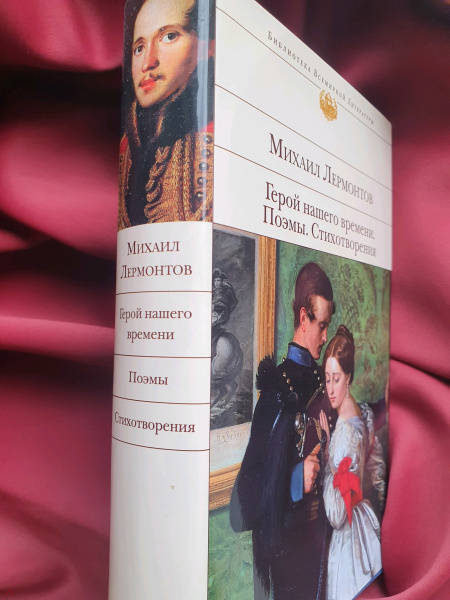 Библиотека Всемирной Литературы
Михаил Лермонтов
Герой нашего времени.
Поэмы. Стихотворения
Михаил
Лермонтов
Герой нашего
времени
Поэмы
Стихотворения